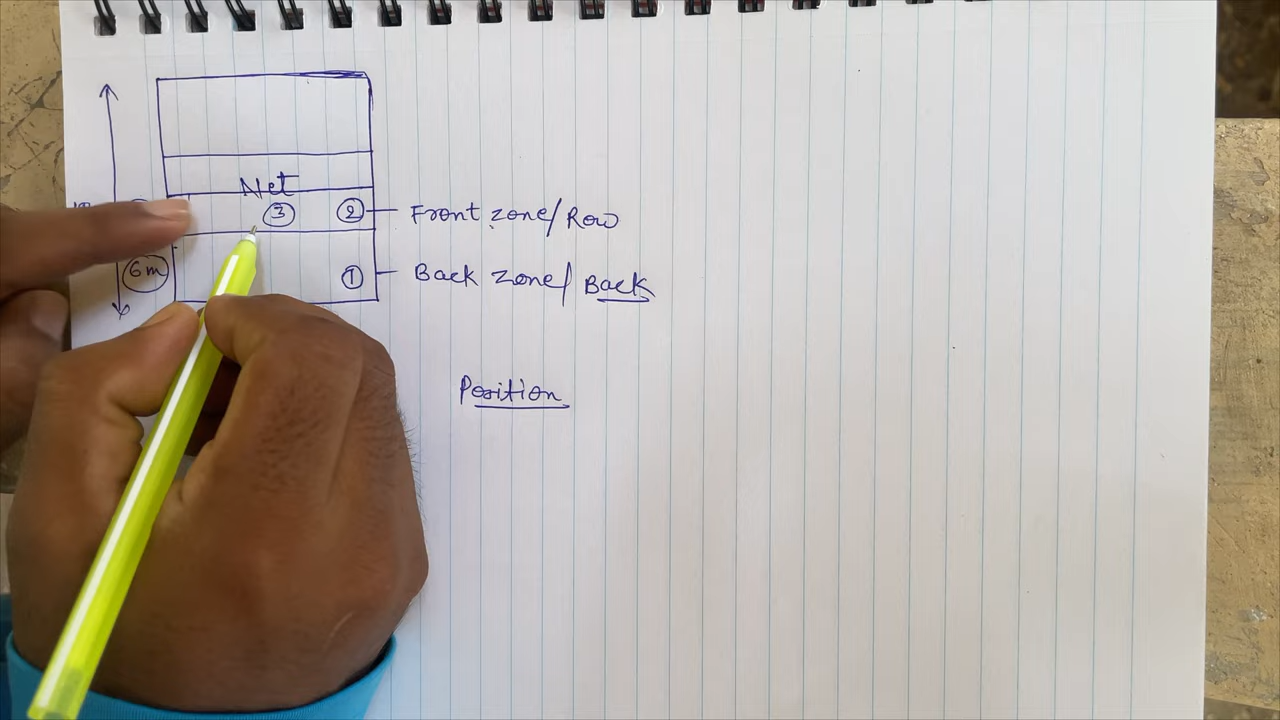 Net
③ ② Front zone/Row
6m ① Back zone/Back
Position